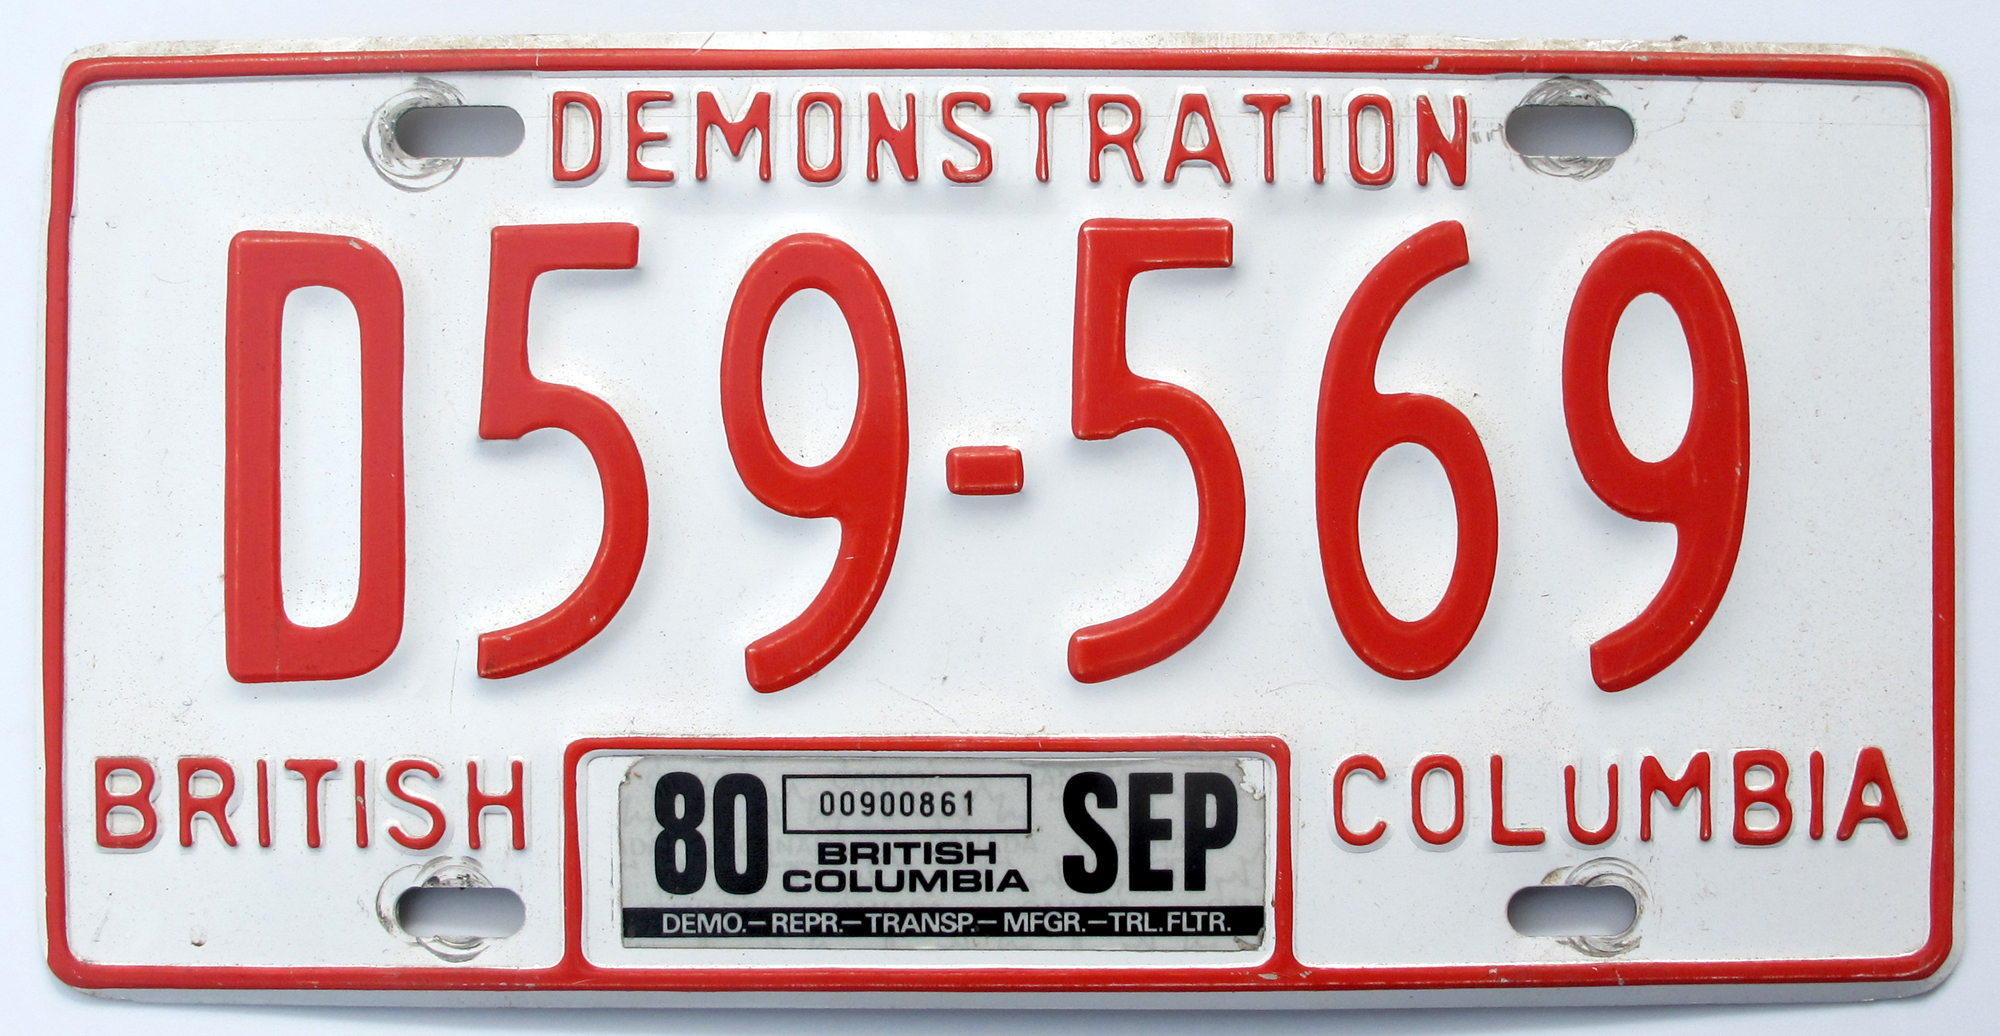 DEMONSTRATION
D59-569
BRITISH COLUMBIA
80 00900861 SEP
BRITISH
COLUMBIA
DEMO.–REPR.–TRANSP.–MFGR.–TRL.FLTR.